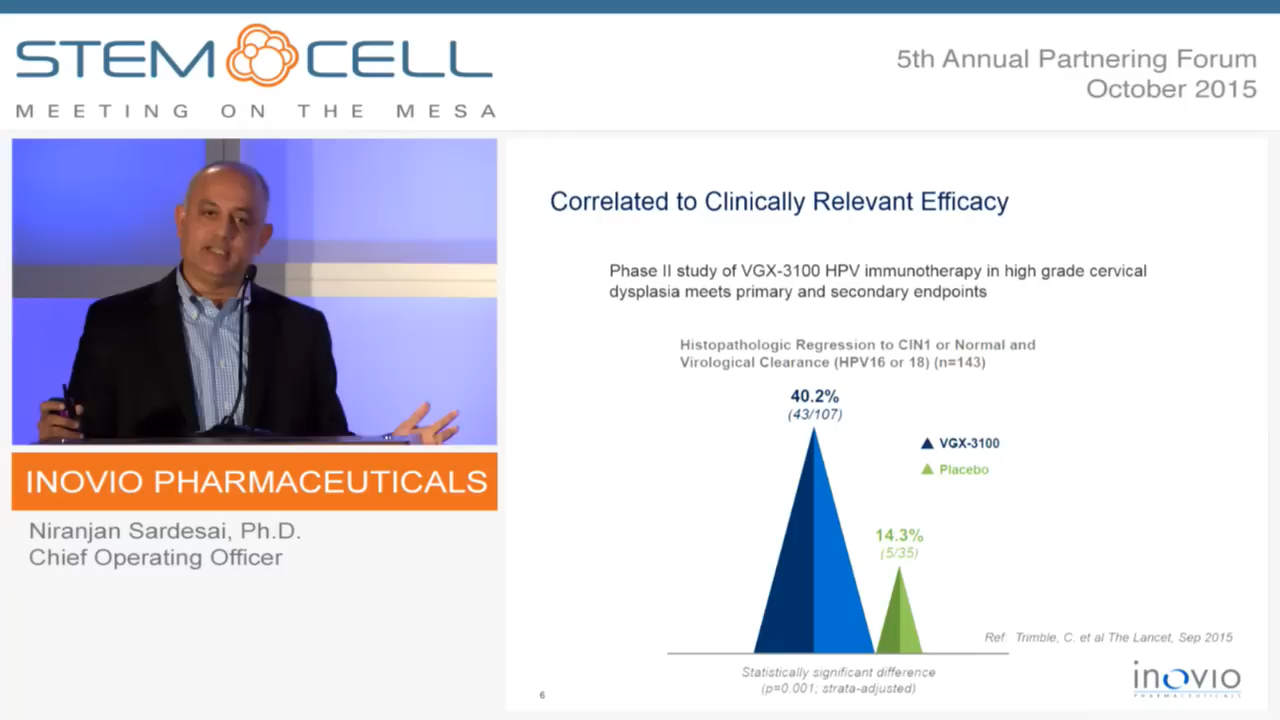 STEM CELL
MEETING ON THE MESA
5th Annual Partnering Forum
October 2015
INOVIO PHARMACEUTICALS
Niranjan Sardesai, Ph.D.
Chief Operating Officer
Correlated to Clinically Relevant Efficacy
Phase II study of VGX-3100 HPV immunotherapy in high grade cervical
dysplasia meets primary and secondary endpoints
Histopathologic Regression to CIN1 or Normal and
Virological Clearance (HPV16 or 18) (n=143)
40.2%
(43/107)
VGX-3100
Placebo
14.3%
(5/35)
Ref: Trimble, C. et al The Lancet, Sep 2015
Statistically significant difference
(p=0.001; strata-adjusted)
6
inovio
PHARMACEUTICALS